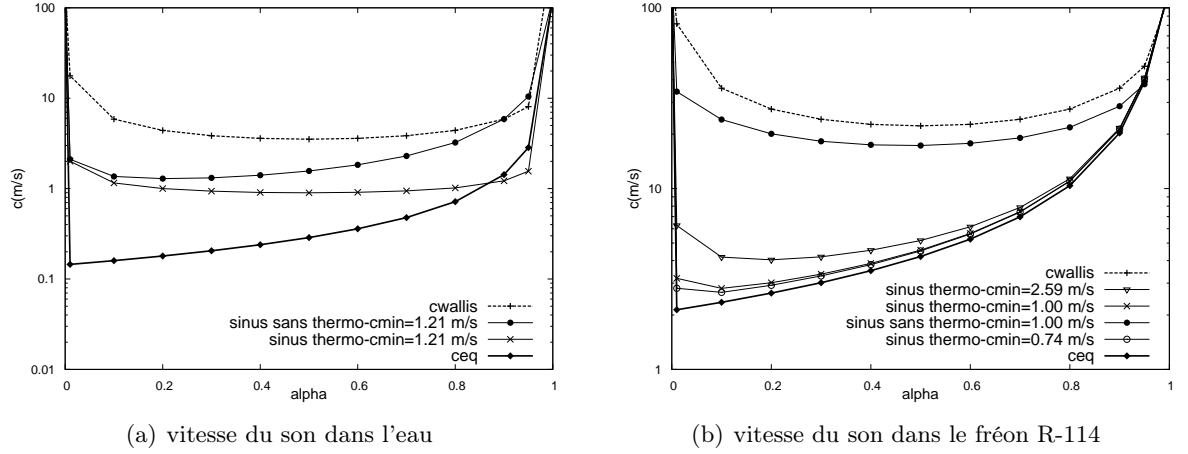 100
10
1
0.1
0.01
0 0.2 0.4 0.6 0.8 1
c(m/s)
alpha
cwallis
sinus sans thermo-cmin=1.21 m/s
sinus thermo-cmin=1.21 m/s
ceq
(a) vitesse du son dans l'eau
100
10
1
0 0.2 0.4 0.6 0.8 1
c(m/s)
alpha
cwallis
sinus thermo-cmin=2.59 m/s
sinus thermo-cmin=1.00 m/s
sinus sans thermo-cmin=1.00 m/s
sinus thermo-cmin=0.74 m/s
ceq
(b) vitesse du son dans le fréon R-114